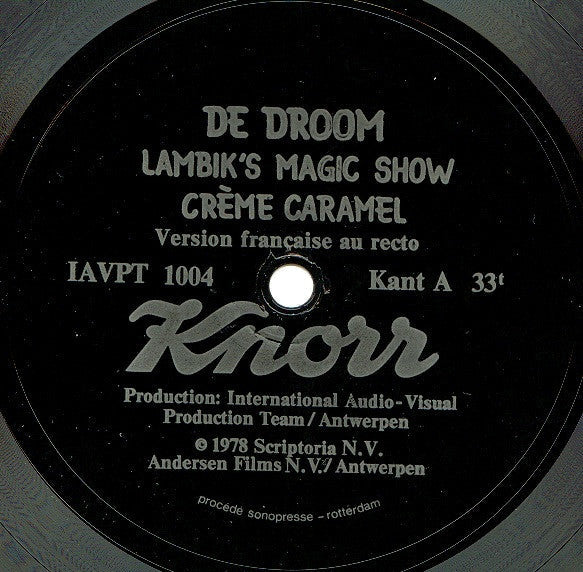 DE DROOM
LAMBIK'S MAGIC SHOW
CRÈME CARAMEL
Version française au recto
IAVPT 1004 Kant A 33ᵗ
Knorr
Production: International Audio-Visual
Production Team/Antwerpen
© 1978 Scriptoria N.V.
Andersen Films N.V./Antwerpen
procédé sonopresse - rotterdam